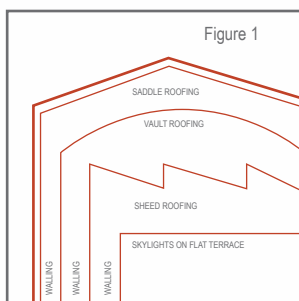 Figure 1
SADDLE ROOFING
VAULT ROOFING
SHEED ROOFING
SKYLIGHTS ON FLAT TERRACE
WALLING
WALLING
WALLING